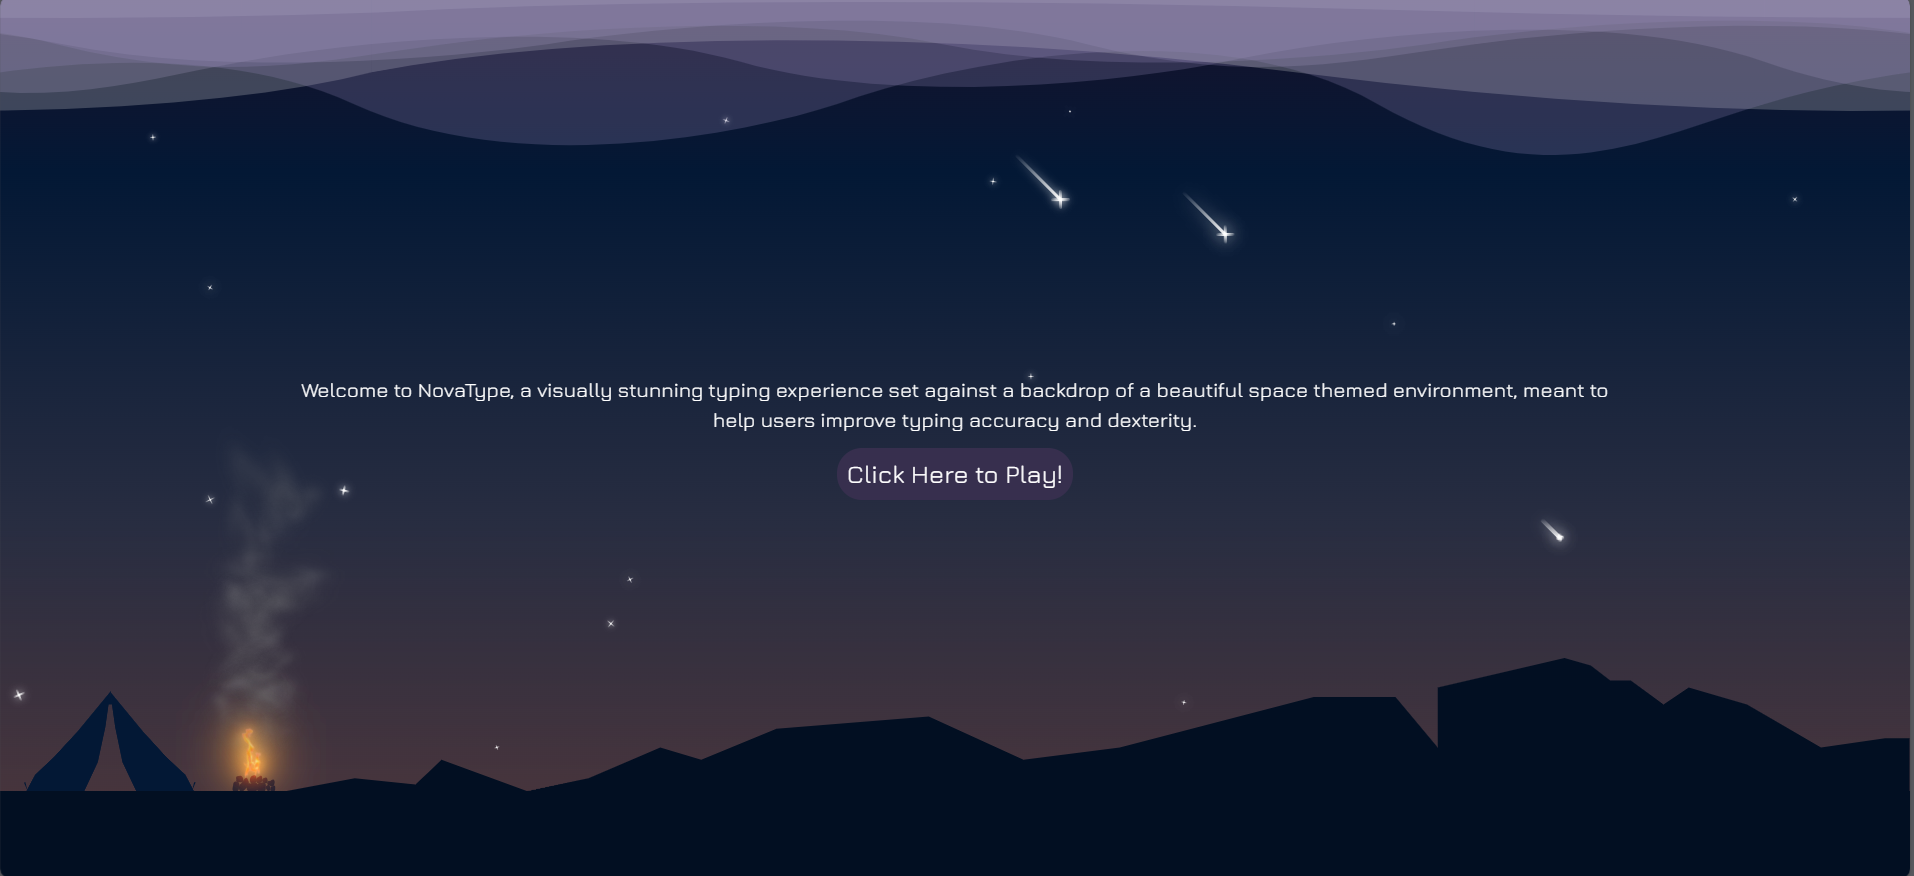 Welcome to NovaType, a visually stunning typing experience set against a backdrop of a beautiful space themed environment, meant to
help users improve typing accuracy and dexterity.
Click Here to Play!